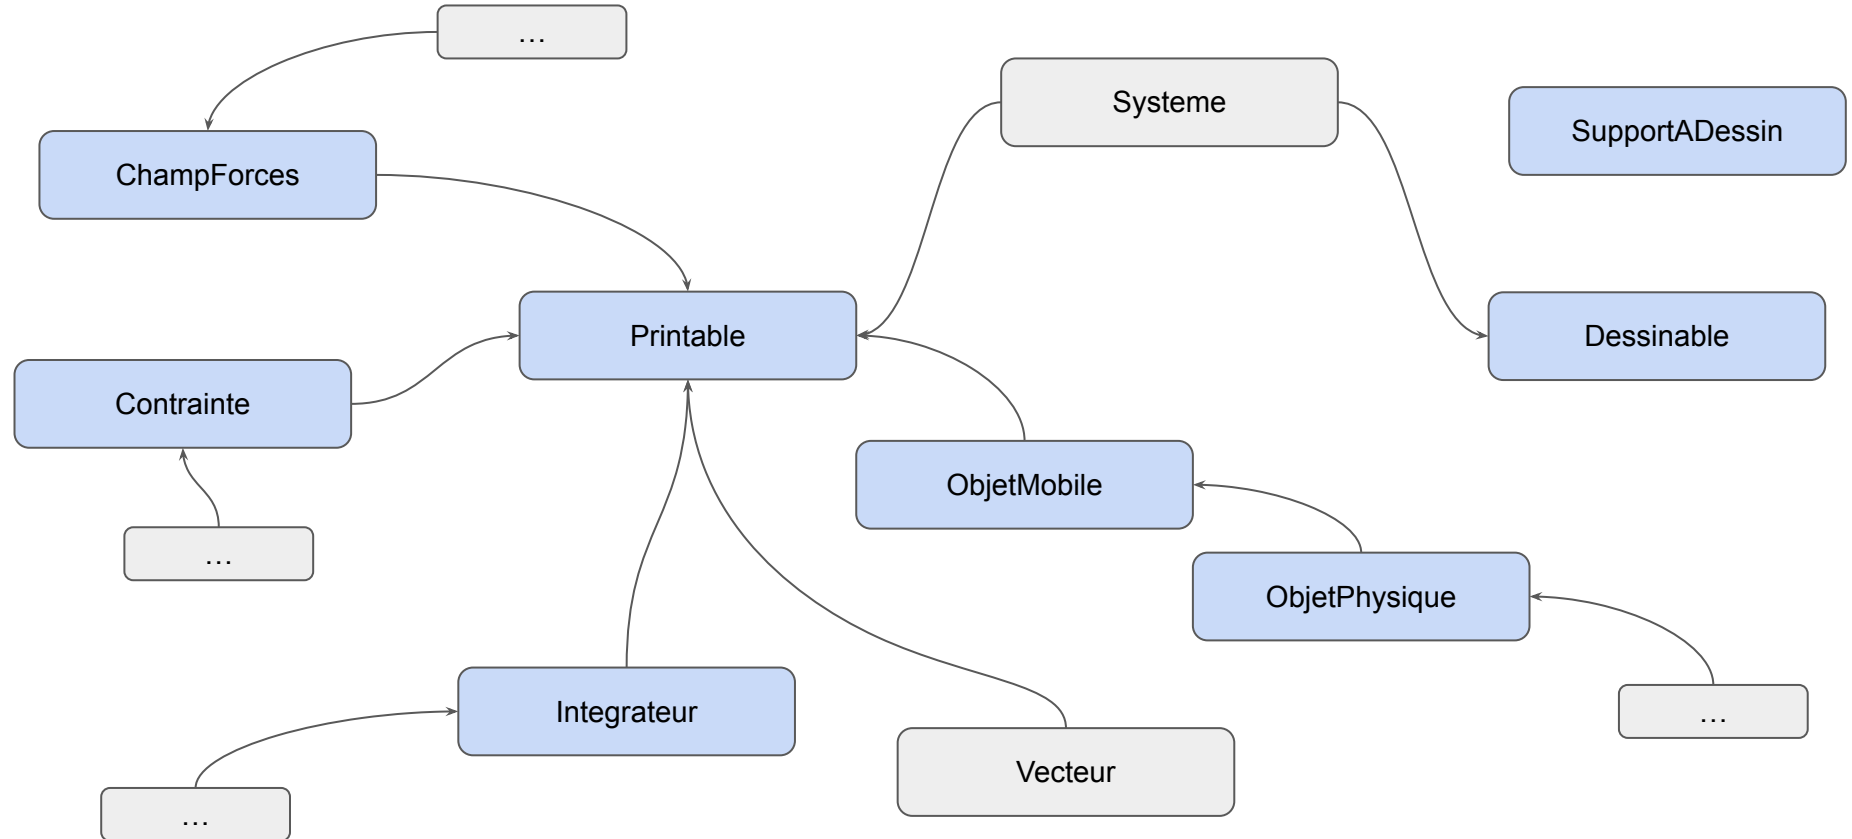 …
Systeme
SupportADessin
ChampForces
Printable
Dessinable
Contrainte
ObjetMobile
…
ObjetPhysique
Integrateur
…
Vecteur
…